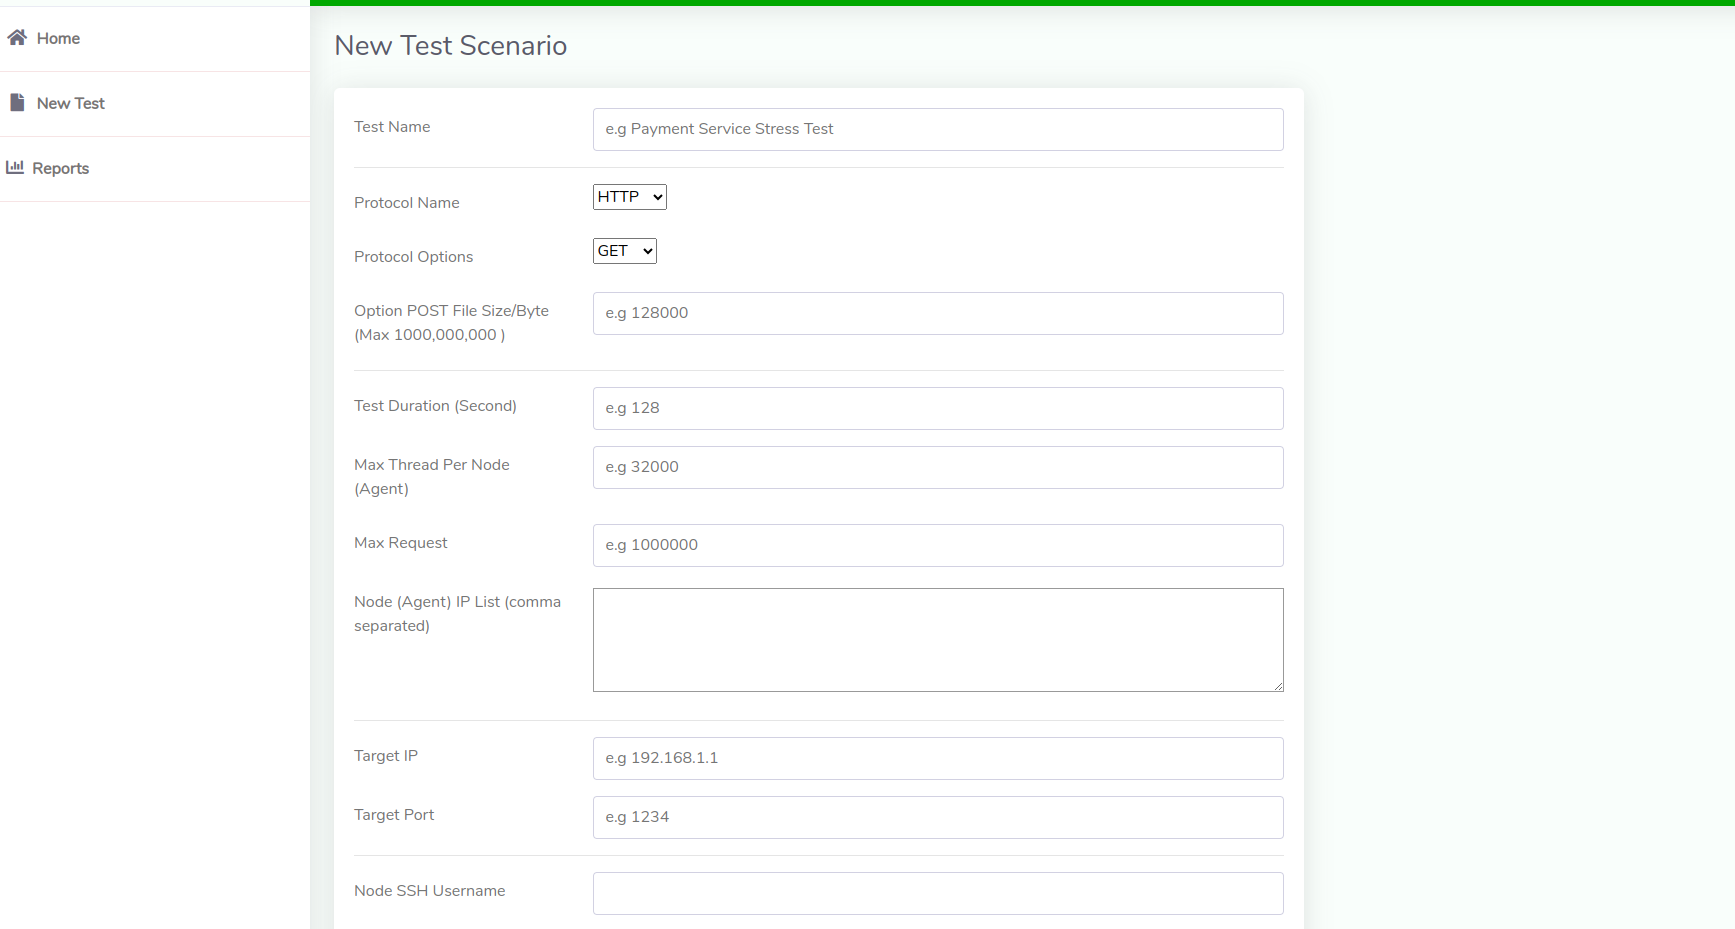 Home
New Test
Reports
New Test Scenario
Test Name
e.g Payment Service Stress Test
Protocol Name
HTTP
Protocol Options
GET
Option POST File Size/Byte
(Max 1000,000,000 )
e.g 128000
Test Duration (Second)
e.g 128
Max Thread Per Node
(Agent)
e.g 32000
Max Request
e.g 1000000
Node (Agent) IP List (comma
separated)
Target IP
e.g 192.168.1.1
Target Port
e.g 1234
Node SSH Username